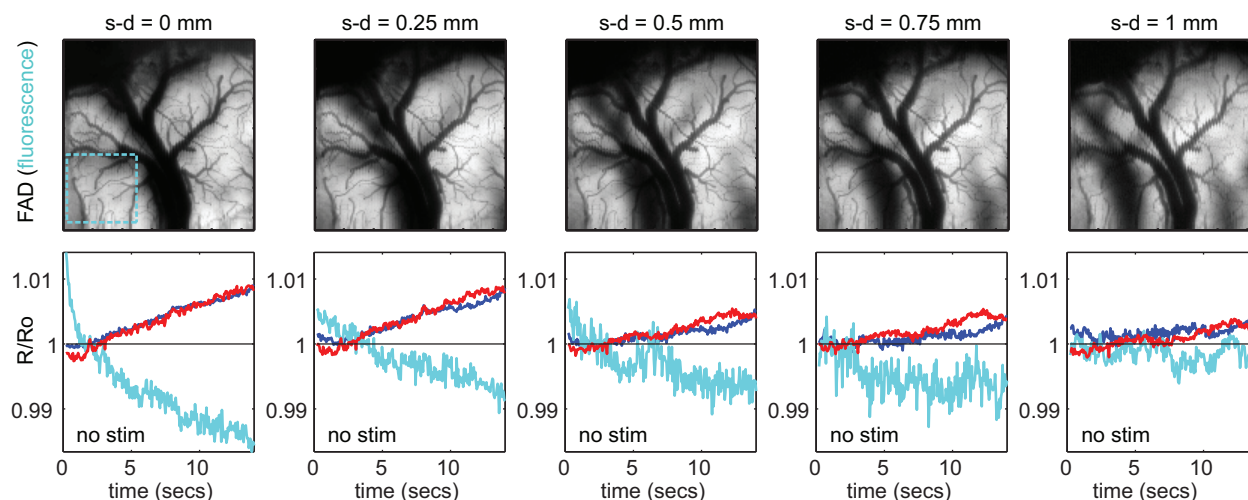 s-d = 0 mm
s-d = 0.25 mm
s-d = 0.5 mm
s-d = 0.75 mm
s-d = 1 mm
FAD (fluorescence)
R/Ro
1.01
1
0.99
no stim
0
5
10
time (secs)
1.01
1
0.99
no stim
0
5
10
time (secs)
1.01
1
0.99
no stim
0
5
10
time (secs)
1.01
1
0.99
no stim
0
5
10
time (secs)
1.01
1
0.99
no stim
0
5
10
time (secs)